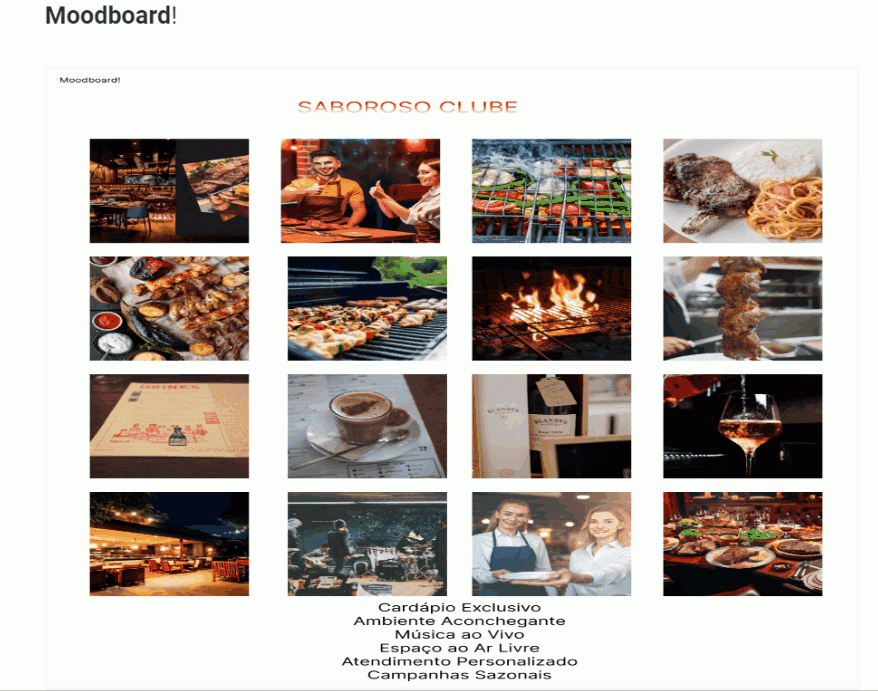 Moodboard!
Moodboard!
SABOROSO CLUBE
DRINKS
BLANDY'S
Cardápio Exclusivo
Ambiente Aconchegante
Música ao Vivo
Espaço ao Ar Livre
Atendimento Personalizado
Campanhas Sazonais